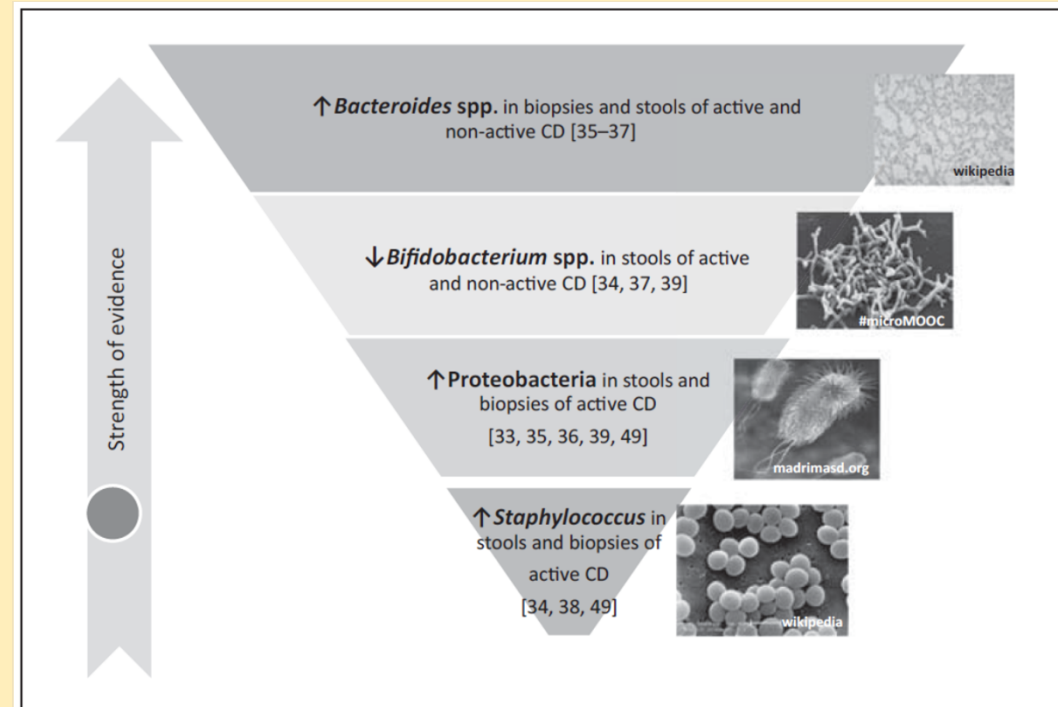 ↑Bacteroides spp. in biopsies and stools of active and
non-active CD [35–37]
wikipedia
↓Bifidobacterium spp. in stools of active
and non-active CD [34, 37, 39]
#microMOOC
↑Proteobacteria in stools and
biopsies of active CD
[33, 35, 36, 39, 49]
madrimasd.org
↑Staphylococcus in
stools and biopsies of
active CD
[34, 38, 49]
wikipedia
Strength of evidence